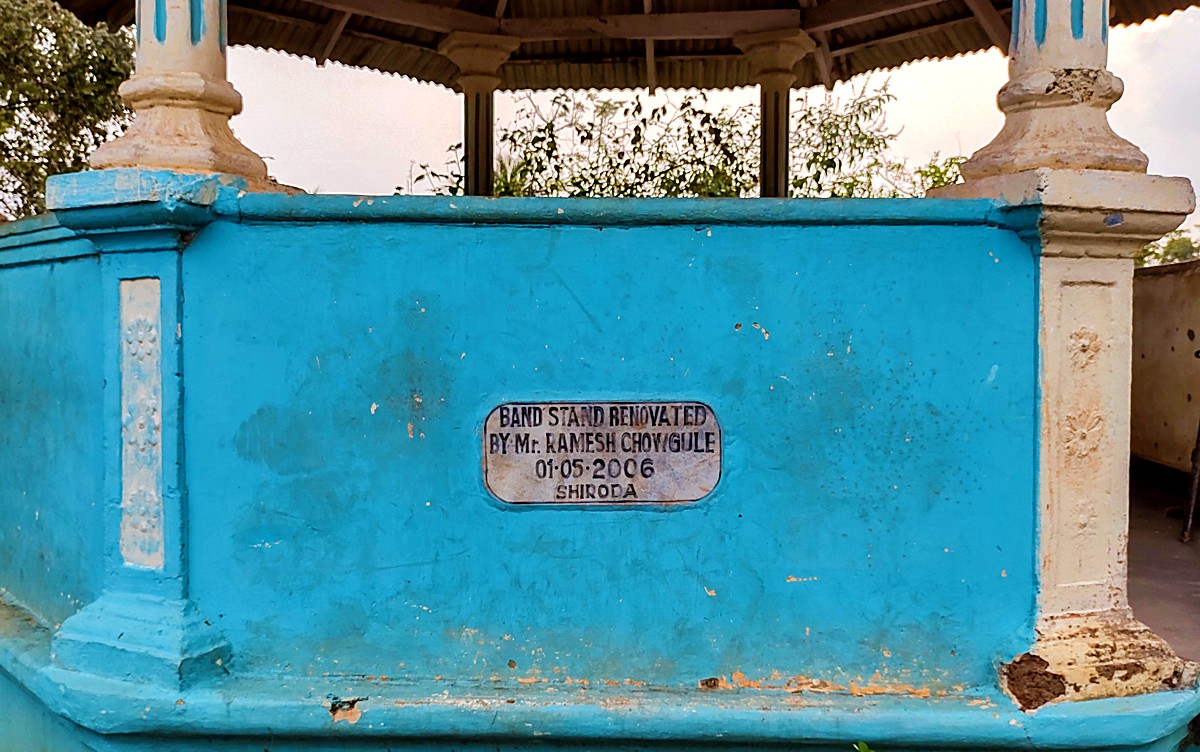 BAND STAND RENOVATED
BY Mr. RAMESH CHOWGULE
01·05·2006
SHIRODA